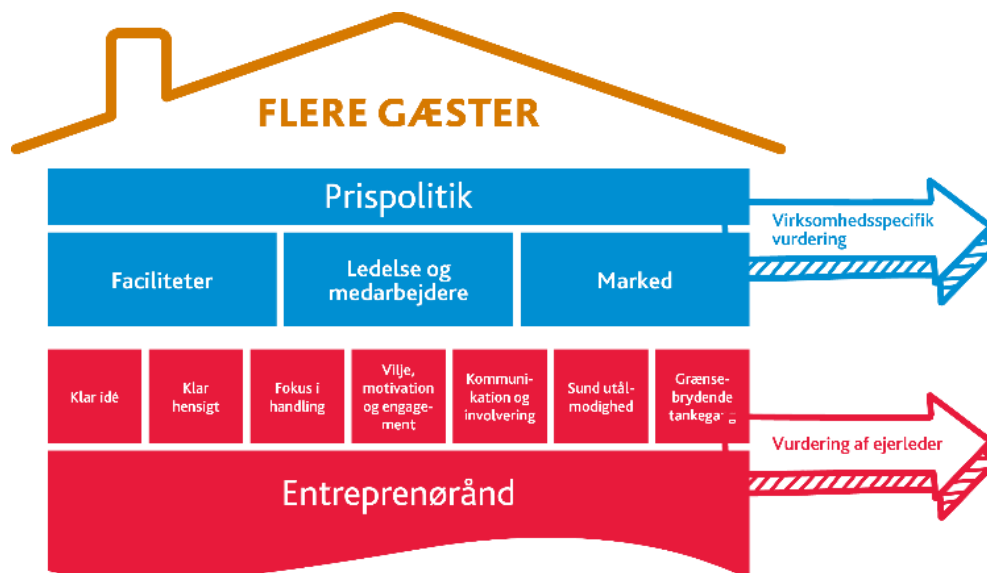 FLERE GÆSTER
Prispolitik
Virksomhedsspecifik
vurdering
Faciliteter
Ledelse og
medarbejdere
Marked
Klar idé
Klar
hensigt
Fokus i
handling
Vilje,
motivation
og engage-
ment
Kommuni-
kation og
involvering
Sund utål-
modighed
Grænse-
brydende
tankegang
Vurdering af ejerleder
Entreprenørånd